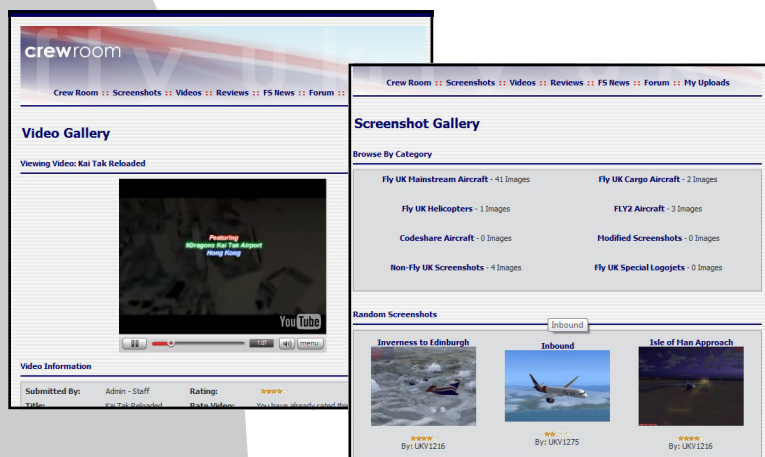 fly uk
crewroom
Crew Room :: Screenshots :: Videos :: Reviews :: FS News :: Forum ::
Video Gallery
Viewing Video: Kai Tak Reloaded
Featuring
9Dragons Kai Tak Airport
Hong Kong
YouTube
1:07
menu
Video Information
Submitted By: Admin - Staff Rating:
Title: Kai Tak Reloaded Rate Video: You have already rated this
Crew Room :: Screenshots :: Videos :: Reviews :: FS News :: Forum :: My Uploads
Screenshot Gallery
Browse By Category
Fly UK Mainstream Aircraft - 41 Images Fly UK Cargo Aircraft - 2 Images
Fly UK Helicopters - 1 Images FLY2 Aircraft - 3 Images
Codeshare Aircraft - 0 Images Modified Screenshots - 0 Images
Non-Fly UK Screenshots - 4 Images Fly UK Special Logojets - 0 Images
Random Screenshots
Inbound
Inverness to Edinburgh Inbound Isle of Man Approach
By: UKV1216 By: UKV1275 By: UKV1216